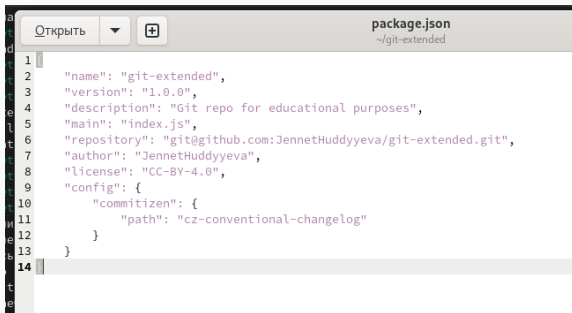 Открыть
package.json
~/git-extended
1 {
2 "name": "git-extended",
3 "version": "1.0.0",
4 "description": "Git repo for educational purposes",
5 "main": "index.js",
6 "repository": "git@github.com:JennetHuddyyeva/git-extended.git",
7 "author": "JennetHuddyyeva",
8 "license": "CC-BY-4.0",
9 "config": {
10 "commitizen": {
11 "path": "cz-conventional-changelog"
12 }
13 }
14 }